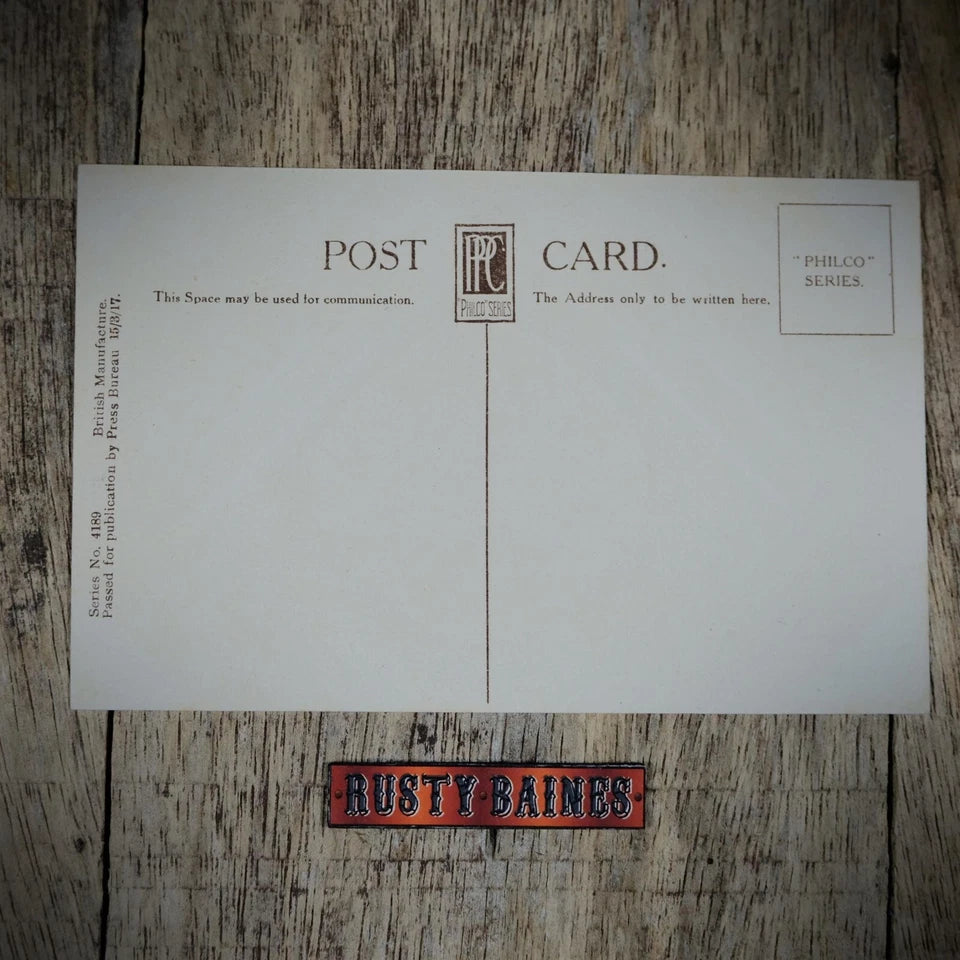 POST CARD.
"PHILCO"
SERIES.
PPC
"PHILCO" SERIES
This Space may be used for communication.
The Address only to be written here.
Series No. 4189 British Manufacture.
Passed for publication by Press Bureau 15/3/17.
RUSTY·BAINES